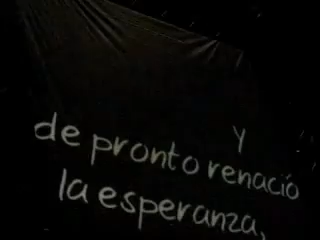 Y
de pronto renació
la esperanza,